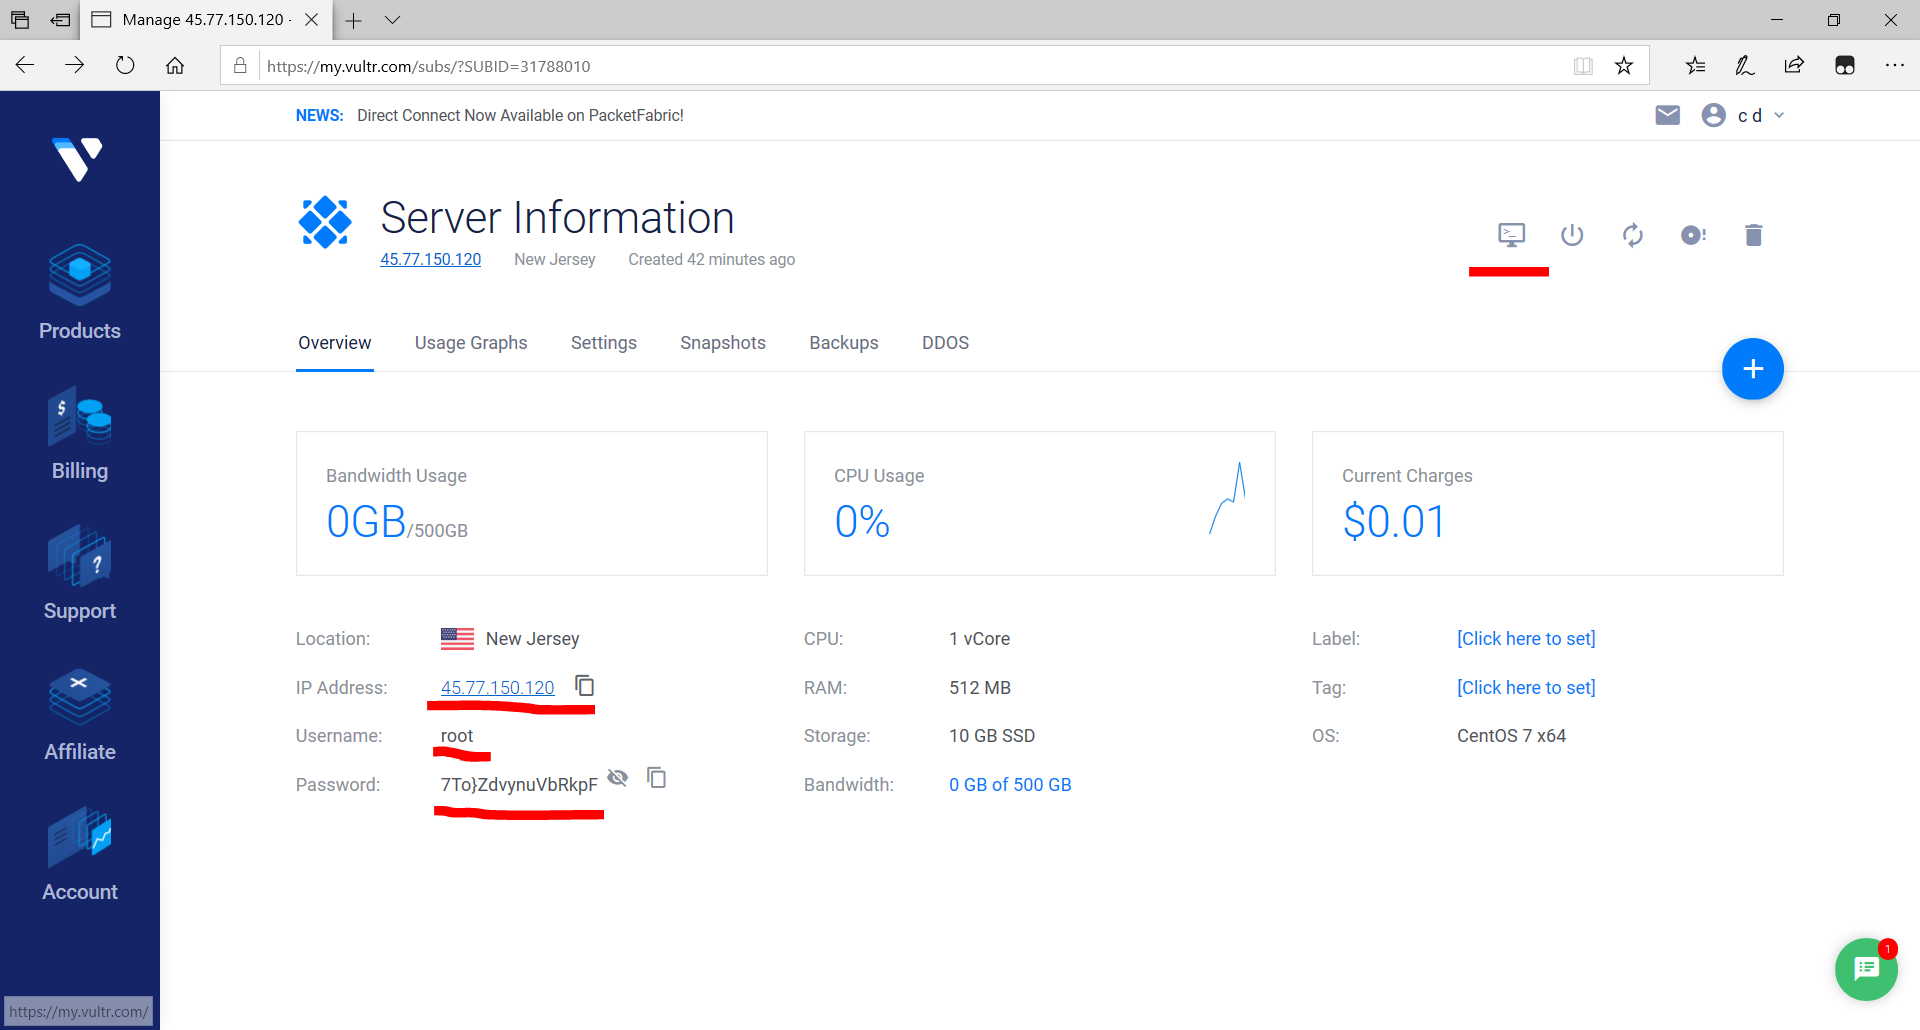 Manage 45.77.150.120 -
https://my.vultr.com/subs/?SUBID=31788010
NEWS: Direct Connect Now Available on PacketFabric!
c d
Server Information
45.77.150.120 New Jersey Created 42 minutes ago
Products
Billing
Support
Affiliate
Account
Overview Usage Graphs Settings Snapshots Backups DDOS
Bandwidth Usage
0GB/500GB
CPU Usage
0%
Current Charges
$0.01
Location: New Jersey
IP Address: 45.77.150.120
Username: root
Password: 7To}ZdvynuVbRkpF
CPU: 1 vCore
RAM: 512 MB
Storage: 10 GB SSD
Bandwidth: 0 GB of 500 GB
Label: [Click here to set]
Tag: [Click here to set]
OS: CentOS 7 x64
1
https://my.vultr.com/